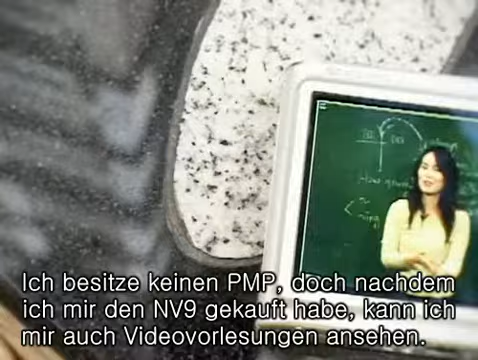 Ich besitze keinen PMP, doch nachdem
ich mir den NV9 gekauft habe, kann ich
mir auch Videovorlesungen ansehen.